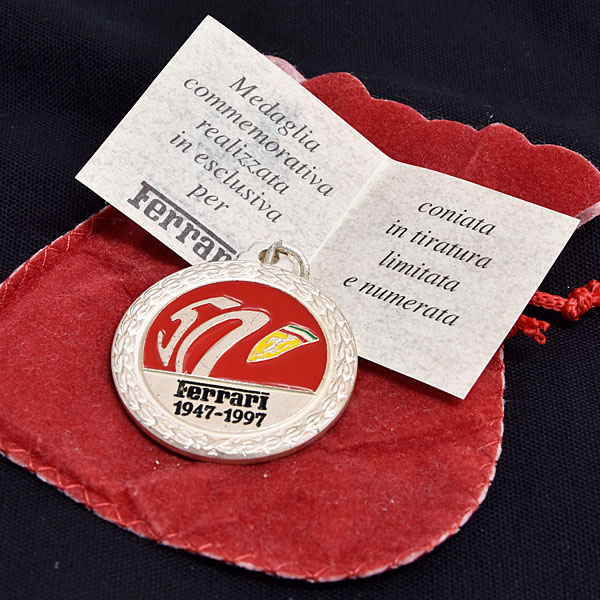 Medaglia
commemorativa
realizzata
in esclusiva
per
Ferrari
coniata
in tiratura
limitata
e numerata
50
Ferrari
1947-1997